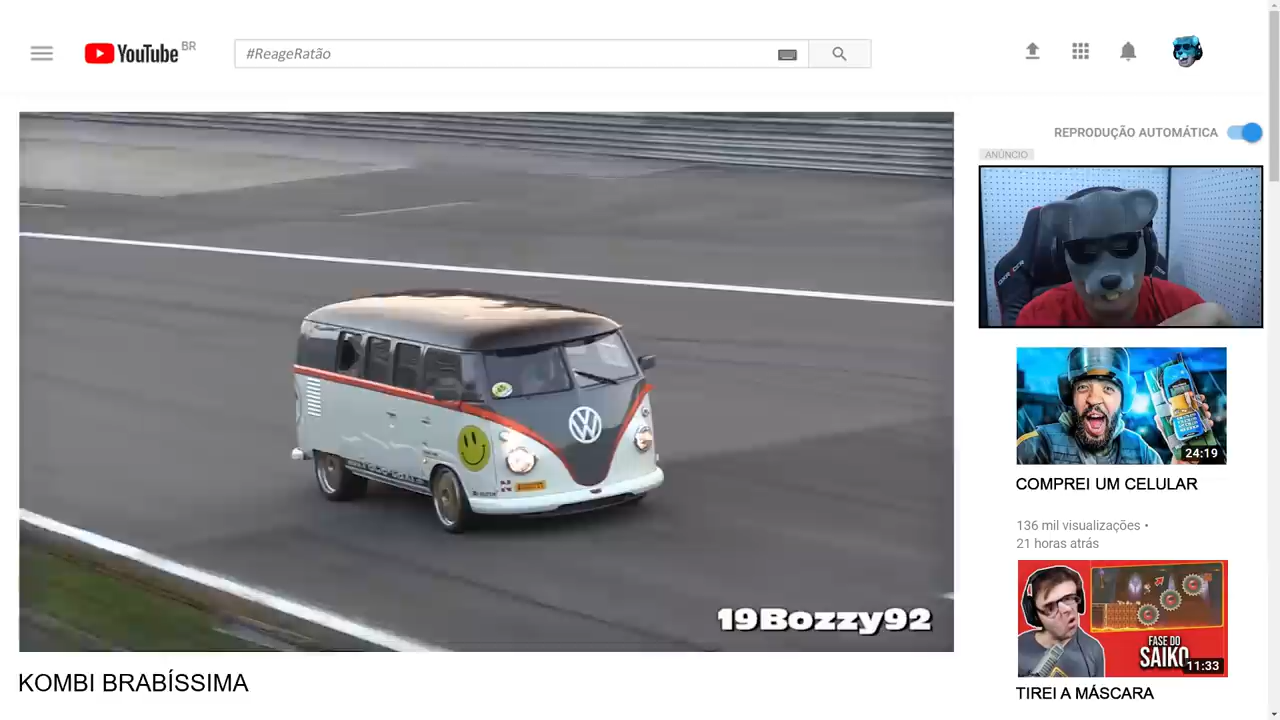 YouTube BR
#ReageRatão
REPRODUÇÃO AUTOMÁTICA
ANÚNCIO
19Bozzy92
KOMBI BRABÍSSIMA
24:19
COMPREI UM CELULAR
136 mil visualizações •
21 horas atrás
FASE DO
SAIKO
11:33
TIREI A MÁSCARA